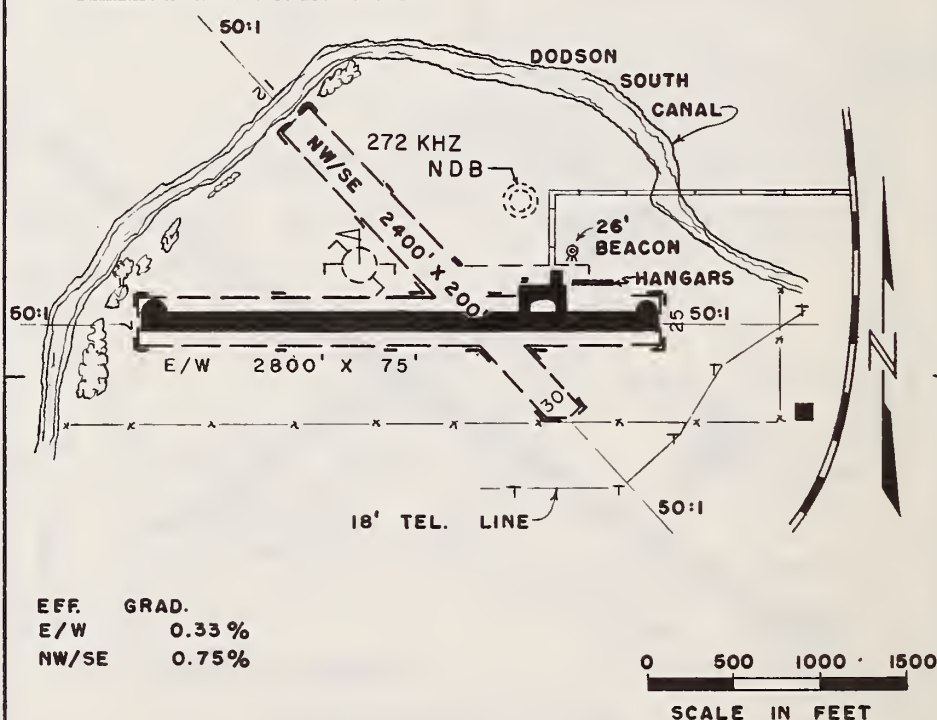 50:1
DODSON
SOUTH
CANAL
12
272 KHZ
NDB
NW/SE 2400' X 200'
26'
BEACON
HANGARS
50:1
7
25
50:1
E/W 2800' X 75'
30
N
18' TEL. LINE
50:1
EFF. GRAD.
E/W 0.33%
NW/SE 0.75%
0 500 1000 1500
SCALE IN FEET